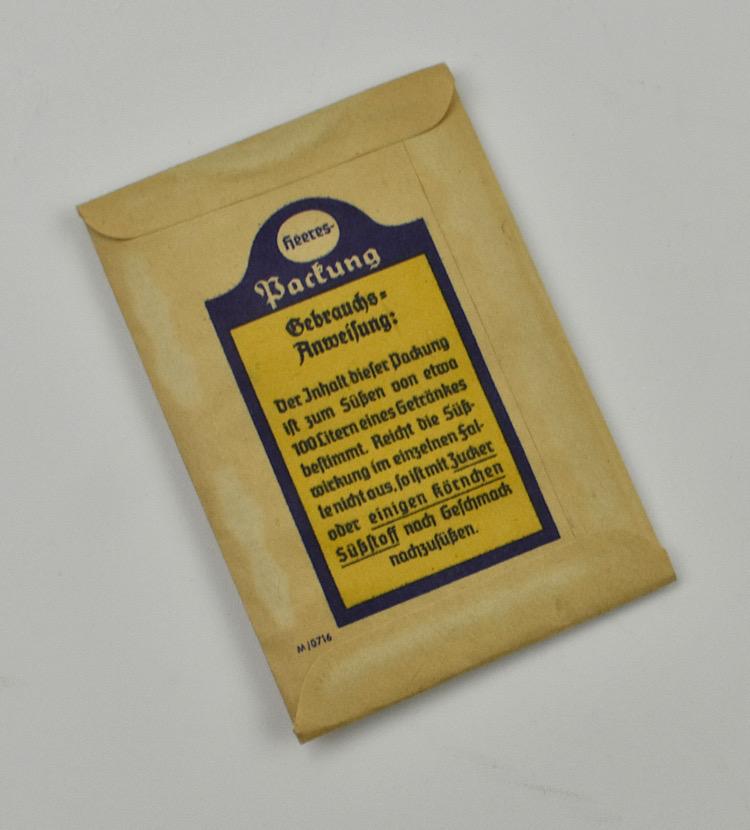 Heeres-
Packung
Gebrauchs-
Anweisung:
Der Inhalt dieser Packung
ist zum Süßen von etwa
100 Litern eines Getränkes
bestimmt. Reicht die Süß-
wirkung im einzelnen Fal-
le nicht aus, so ist mit Zucker
oder einigen Körnchen
Süßstoff nach Geschmack
nachzusüßen.
M/0716